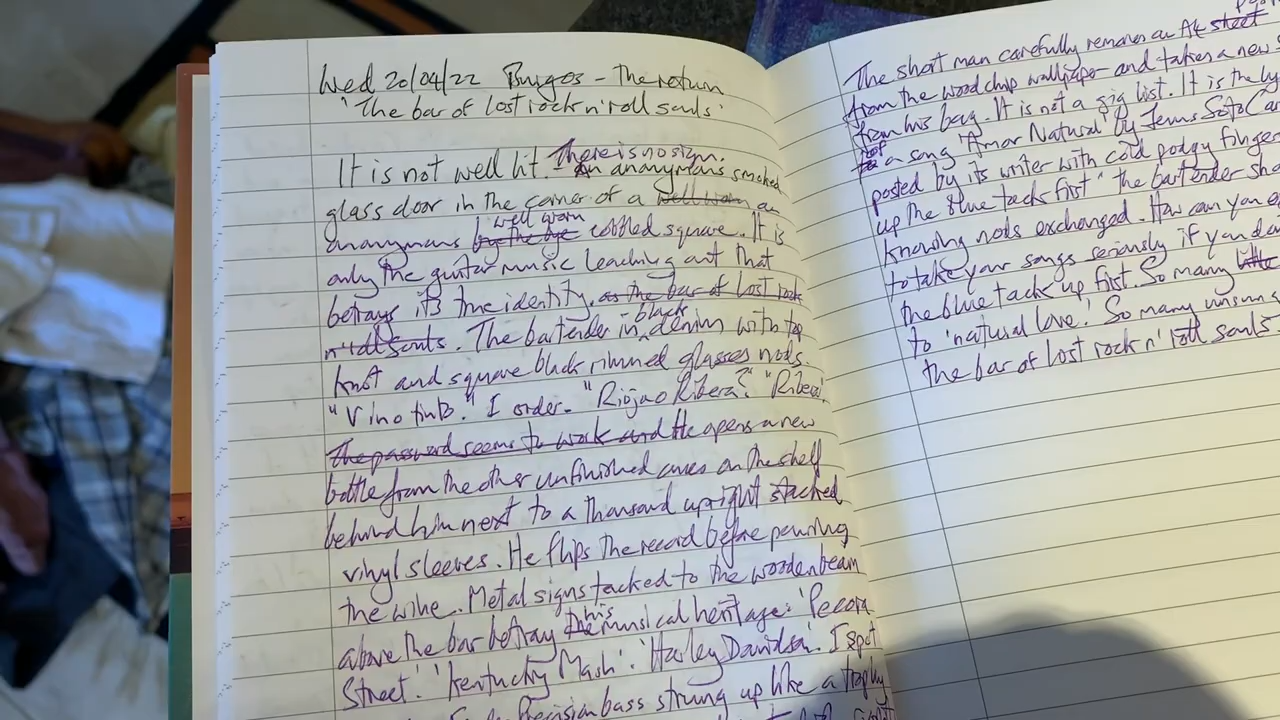 Wed 20/04/22 Burgos - The return
'The bar of lost rock n' roll souls'
It is not well lit. There is no sign.
An anonymous smoked
glass door in the corner of a well worn an
anonymous well worn cobbled square. It is
only the guitar music leaching out that
betrays its true identity. as the bar of lost rock
n' roll souls. The bartender in black denim with top
knot and square black rimmed glasses nods.
"Vino tinto." I order. "Rioja o Ribera?" "Ribera."
The password seems to work and He opens a new
bottle from the other unfinished ones on the shelf
behind him next to a thousand upright stacked
vinyl sleeves. He flips the record before pouring
the wine. Metal signs tacked to the wooden beam
above the bar betray his musical heritage: 'Pecora
Street.' 'Kentucky Mash'. 'Harley Davidson'. I spot
Precision bass strung up like a trophy
The short man carefully removes an A4 sheet
from the woodchip wallpaper and takes a new
from his bag. It is not a gig list. It is the
a song 'Amor Natural' by
posted by its writer with cold podgy
up the blue tacks first" the bartender
knowing nods exchanged. How can you
to take your songs seriously if you
the blue tack up first. So many little
to 'natural love.' So many unsung
the bar of lost rock n' roll souls